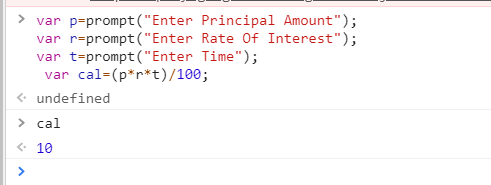 var p=prompt("Enter Principal Amount");
var r=prompt("Enter Rate Of Interest");
var t=prompt("Enter Time");
var cal=(p*r*t)/100;
undefined
cal
10